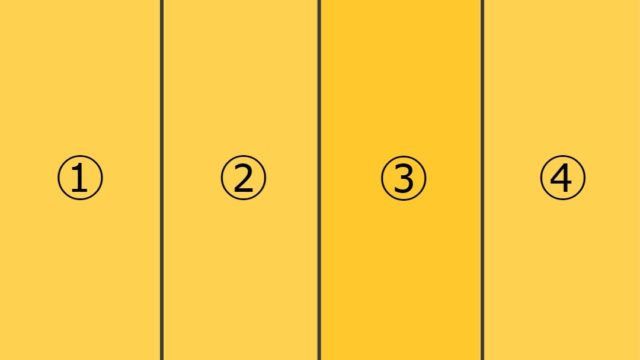 ① ② ③ ④